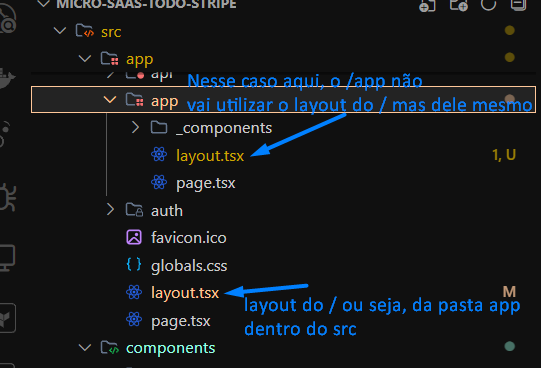 MICRO-SAAS-TODO-STRIPE
src
app
api
Nesse caso aqui, o /app não
app
vai utilizar o layout do / mas dele mesmo
_components
layout.tsx
1, U
page.tsx
auth
favicon.ico
globals.css
layout.tsx
M
layout do / ou seja, da pasta app
page.tsx
dentro do src
components